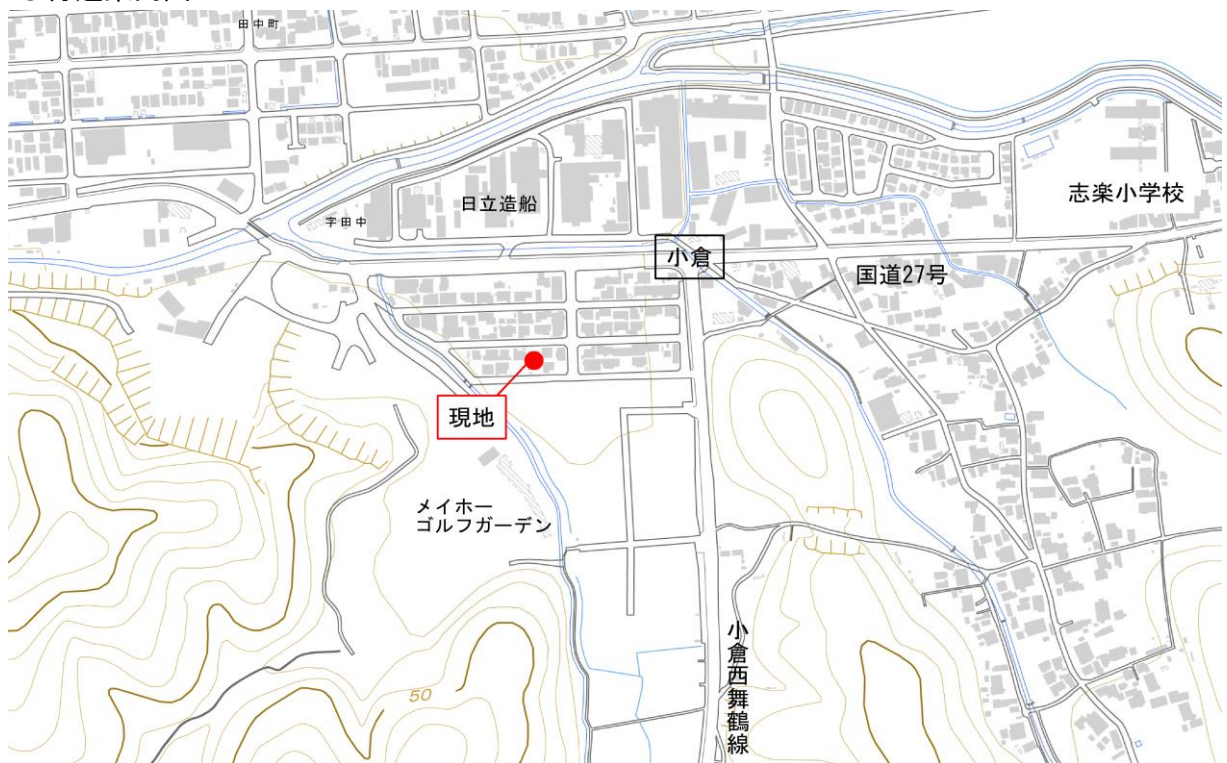 田中町
日立造船
字田中
志楽小学校
小倉
国道27号
現地
メイホー
ゴルフガーデン
小倉西舞鶴線
50